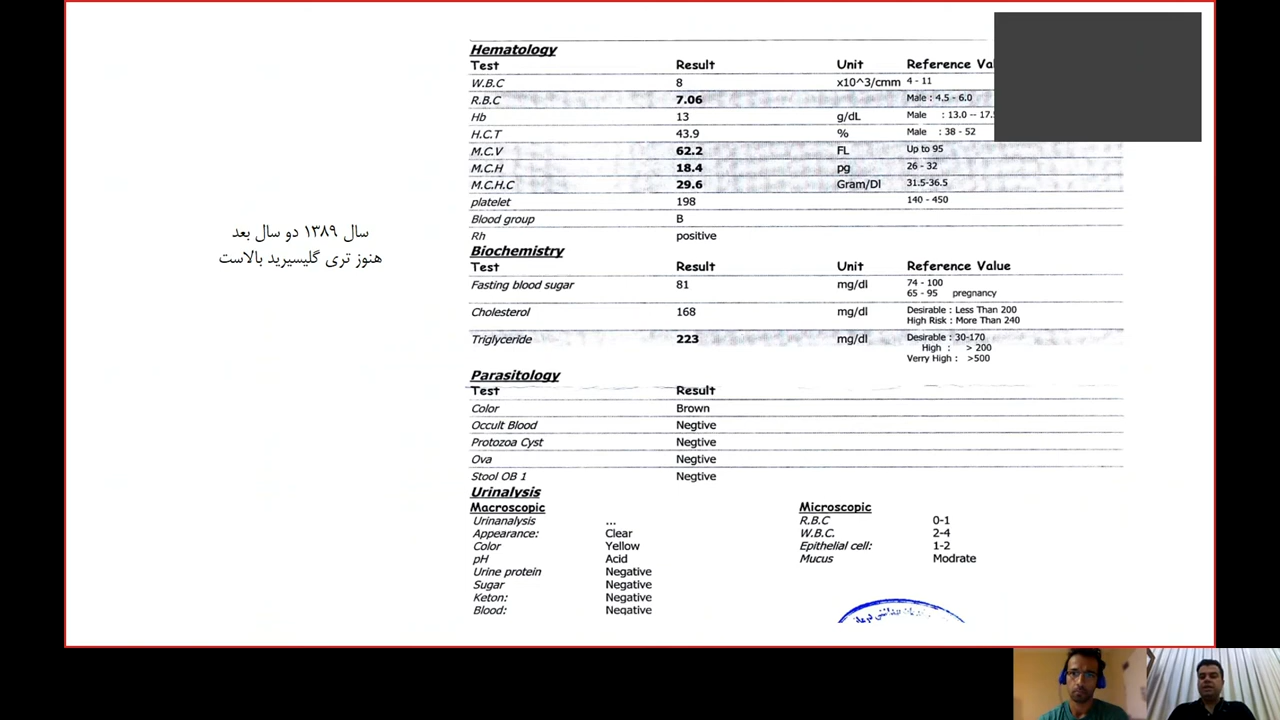 سال ۱۳۸۹ دو سال بعد
هنوز تری گلیسیرید بالاست
Hematology
Test Result Unit Reference
W.B.C 8 x10^3/cmm 4 - 11
R.B.C 7.06 Male : 4.5 - 6.0
Hb 13 g/dL Male : 13.0 --
H.C.T 43.9 % Male : 38 - 52
M.C.V 62.2 FL Up to 95
M.C.H 18.4 pg 26 - 32
M.C.H.C 29.6 Gram/Dl 31.5-36.5
platelet 198 140 - 450
Blood group B
Rh positive
Biochemistry
Test Result Unit Reference Value
Fasting blood sugar 81 mg/dl 74 - 100
65 - 95 pregnancy
Cholesterol 168 mg/dl Desirable : Less Than 200
High Risk : More Than 240
Triglyceride 223 mg/dl Desirable : 30-170
High : > 200
Verry High : >500
Parasitology
Test Result
Color Brown
Occult Blood Negtive
Protozoa Cyst Negtive
Ova Negtive
Stool OB 1 Negtive
Urinalysis
Macroscopic Microscopic
Urinanalysis ... R.B.C 0-1
Appearance: Clear W.B.C. 2-4
Color Yellow Epithelial cell: 1-2
pH Acid Mucus Modrate
Urine protein Negative
Sugar Negative
Keton: Negative
Blood: Negative